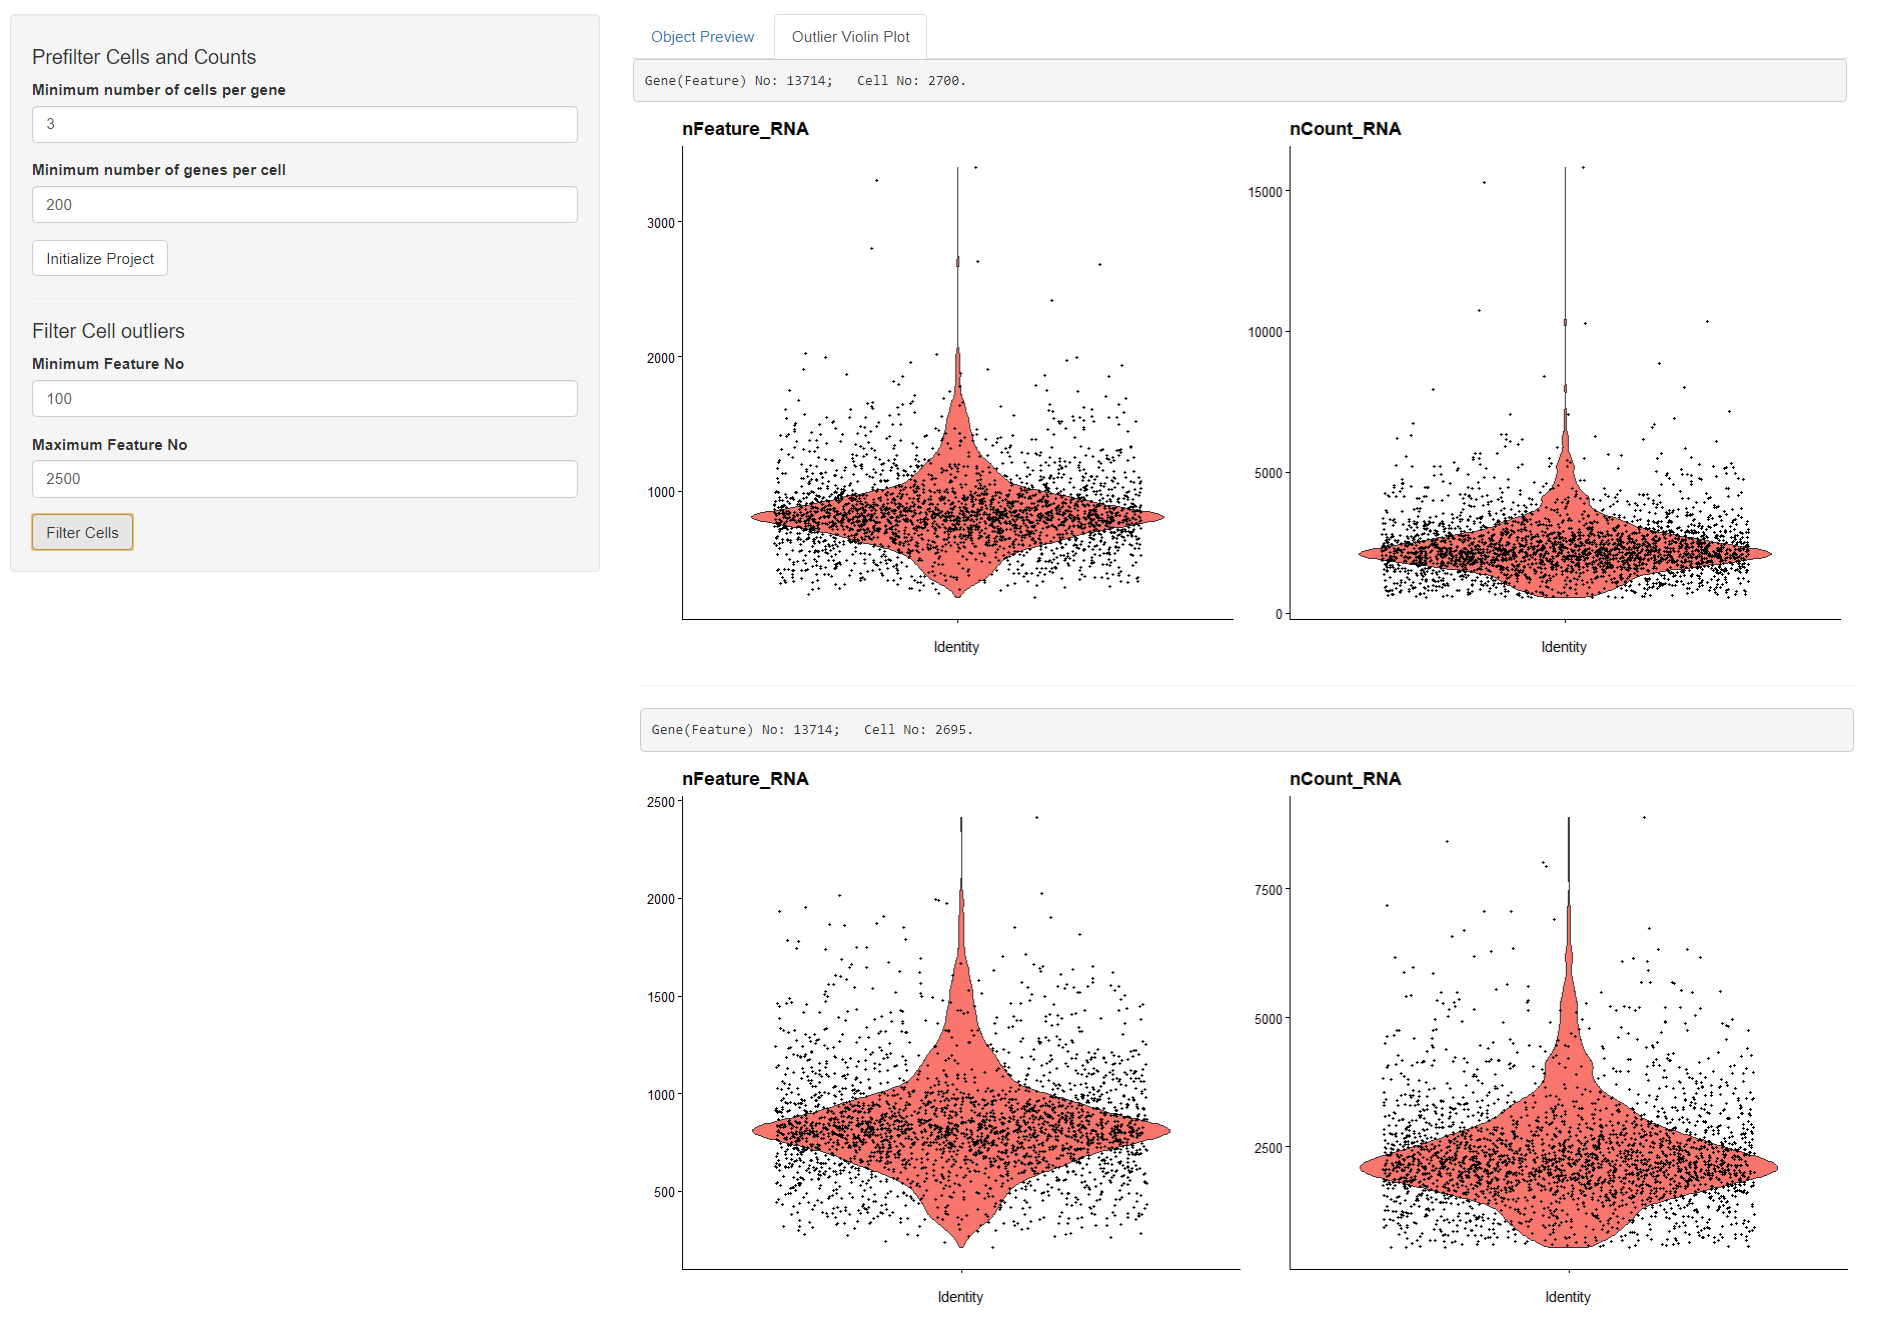 Prefilter Cells and Counts
Minimum number of cells per gene
3
Minimum number of genes per cell
200
Initialize Project
Filter Cell outliers
Minimum Feature No
100
Maximum Feature No
2500
Filter Cells
Object Preview
Outlier Violin Plot
Gene(Feature) No: 13714;   Cell No: 2700.
nFeature_RNA
3000
2000
1000
Identity
nCount_RNA
15000
10000
5000
0
Identity
Gene(Feature) No: 13714;   Cell No: 2695.
nFeature_RNA
2500
2000
1500
1000
500
Identity
nCount_RNA
7500
5000
2500
Identity